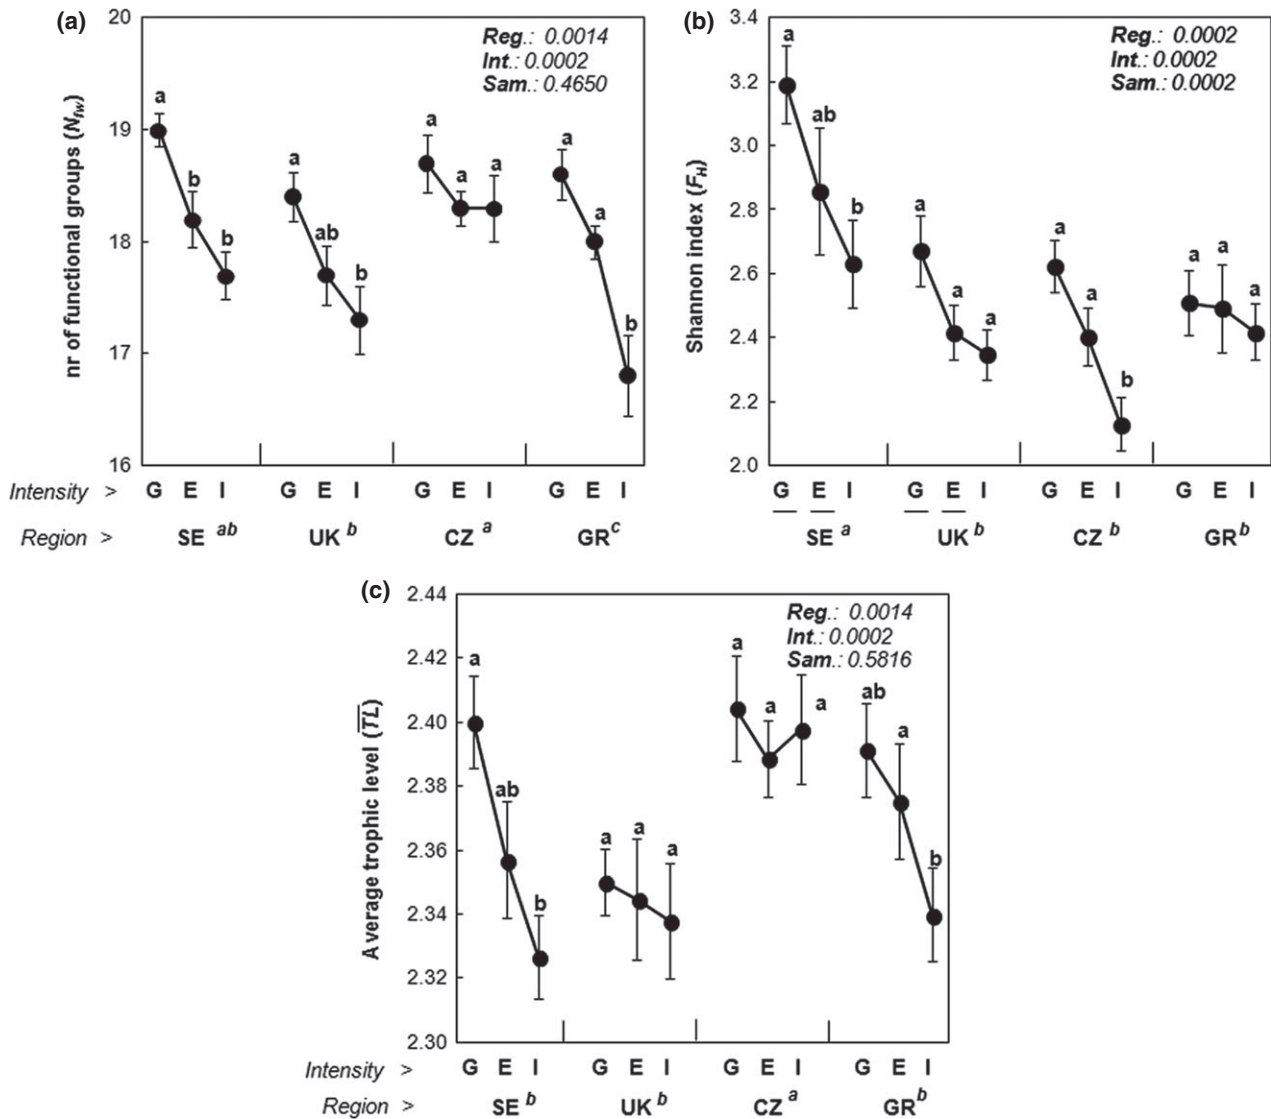 (a)
20
19
18
17
16
nr of functional groups (Nfw)
Reg.: 0.0014
Int.: 0.0002
Sam.: 0.4650
a
b
b
a
ab
b
a
a
a
a
a
b
Intensity > G E I G E I G E I G E I
Region > SE ab UK b CZ a GR c
(b)
3.4
3.2
3.0
2.8
2.6
2.4
2.2
2.0
Shannon index (FH)
Reg.: 0.0002
Int.: 0.0002
Sam.: 0.0002
a
ab
b
a
a
a
a
a
b
a
a
a
G E I G E I G E I G E I
SE a UK b CZ b GR b
(c)
2.44
2.42
2.40
2.38
2.36
2.34
2.32
2.30
Average trophic level (TL)
Reg.: 0.0014
Int.: 0.0002
Sam.: 0.5816
a
ab
b
a
a
a
a
a
a
ab
a
b
Intensity > G E I G E I G E I G E I
Region > SE b UK b CZ a GR b